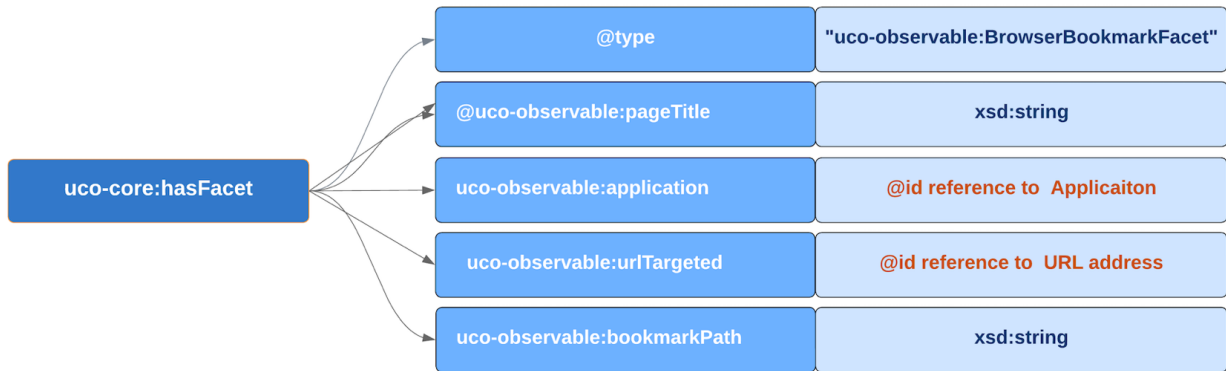 @type
"uco-observable:BrowserBookmarkFacet"
@uco-observable:pageTitle
xsd:string
uco-core:hasFacet
uco-observable:application
@id reference to Applicaiton
uco-observable:urlTargeted
@id reference to URL address
uco-observable:bookmarkPath
xsd:string